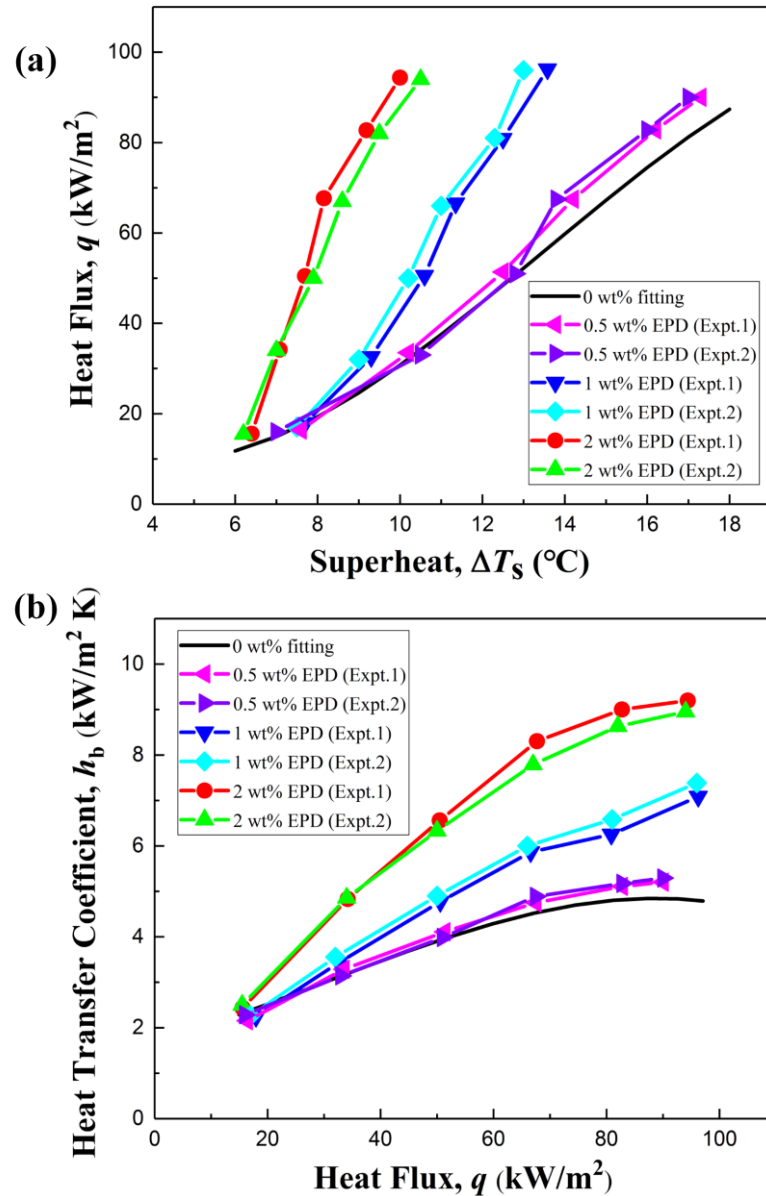 (a)
Heat Flux, q (kW/m²)
100
80
60
40
20
0
0 wt% fitting
0.5 wt% EPD (Expt.1)
0.5 wt% EPD (Expt.2)
1 wt% EPD (Expt.1)
1 wt% EPD (Expt.2)
2 wt% EPD (Expt.1)
2 wt% EPD (Expt.2)
4 6 8 10 12 14 16 18
Superheat, ΔTs (°C)
(b)
Heat Transfer Coefficient, hb (kW/m² K)
10
8
6
4
2
0
0 wt% fitting
0.5 wt% EPD (Expt.1)
0.5 wt% EPD (Expt.2)
1 wt% EPD (Expt.1)
1 wt% EPD (Expt.2)
2 wt% EPD (Expt.1)
2 wt% EPD (Expt.2)
0 20 40 60 80 100
Heat Flux, q (kW/m²)